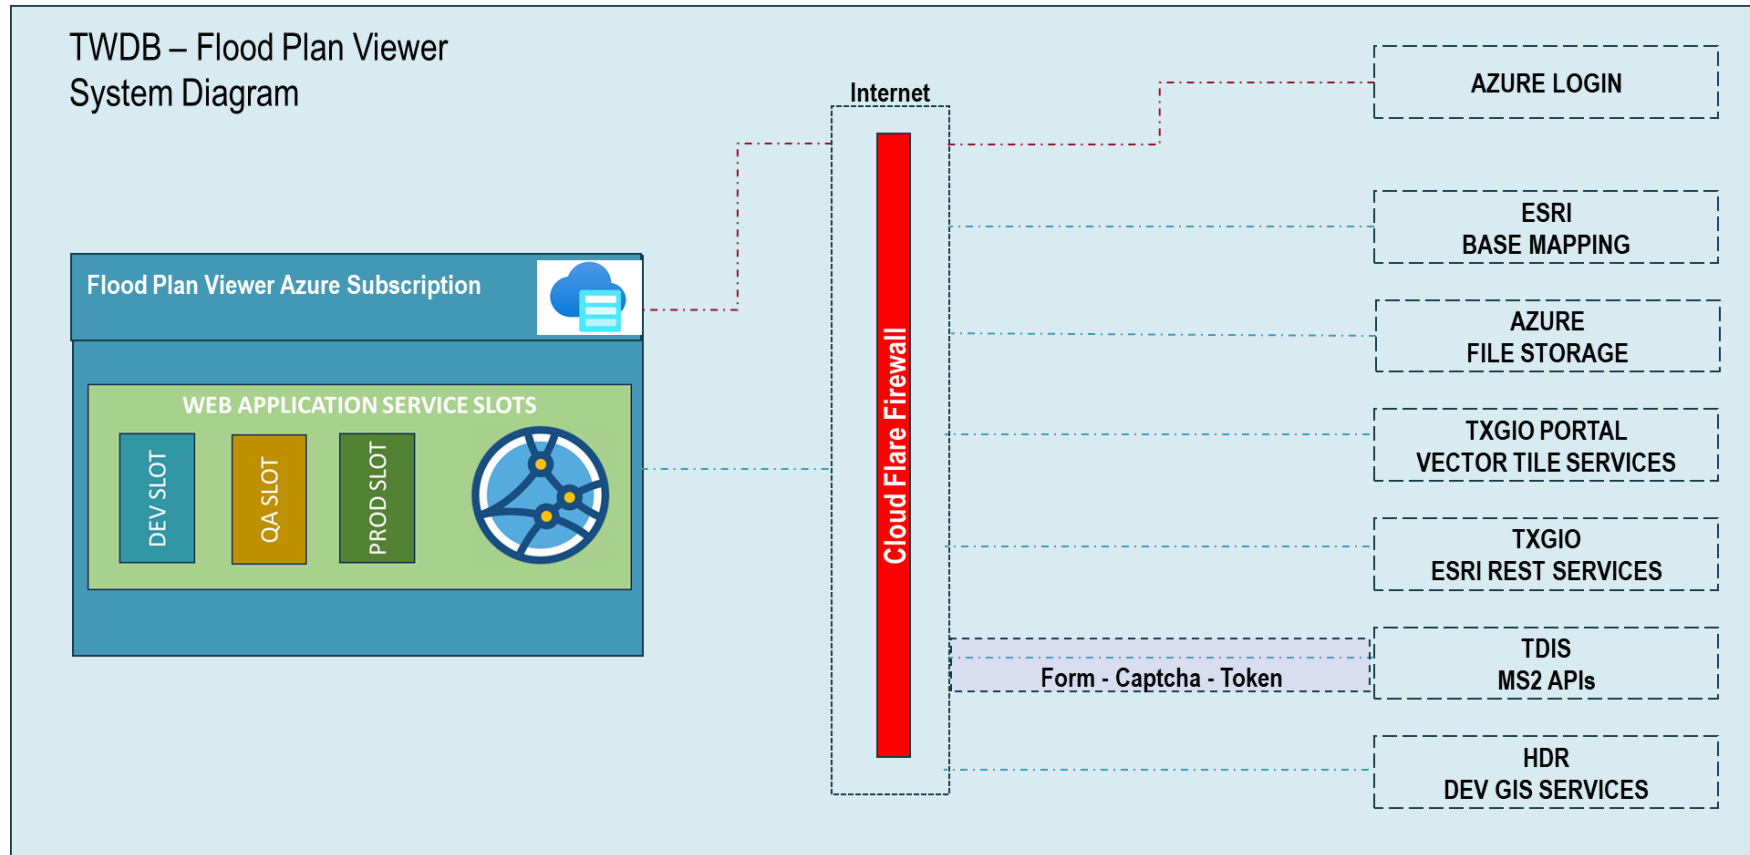 TWDB – Flood Plan Viewer
System Diagram
Internet
AZURE LOGIN
ESRI
BASE MAPPING
Flood Plan Viewer Azure Subscription
AZURE
FILE STORAGE
WEB APPLICATION SERVICE SLOTS
DEV SLOT
QA SLOT
PROD SLOT
Cloud Flare Firewall
TXGIO PORTAL
VECTOR TILE SERVICES
TXGIO
ESRI REST SERVICES
Form - Captcha - Token
TDIS
MS2 APIs
HDR
DEV GIS SERVICES